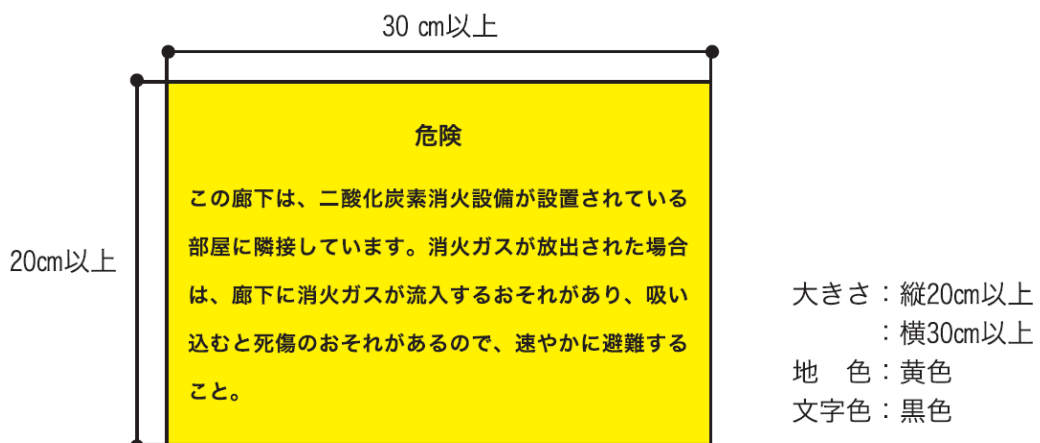 30 cm以上
20cm以上
危険
この廊下は、二酸化炭素消火設備が設置されている
部屋に隣接しています。消火ガスが放出された場合
は、廊下に消火ガスが流入するおそれがあり、吸い
込むと死傷のおそれがあるので、速やかに避難する
こと。
大きさ：縦20cm以上
：横30cm以上
地　色：黄色
文字色：黒色